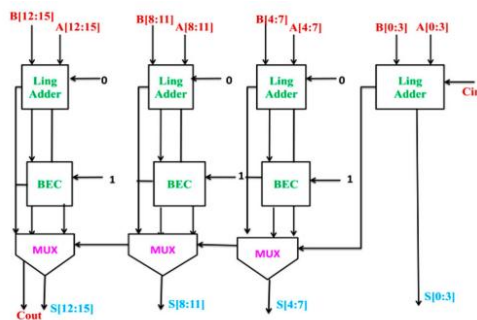 B[12:15]
A[12:15]
B[8:11]
A[8:11]
B[4:7]
A[4:7]
B[0:3]
A[0:3]
Ling
Adder
0
Ling
Adder
0
Ling
Adder
0
Ling
Adder
Cin
BEC
1
BEC
1
BEC
1
MUX
MUX
MUX
Cout
S[12:15]
S[8:11]
S[4:7]
S[0:3]